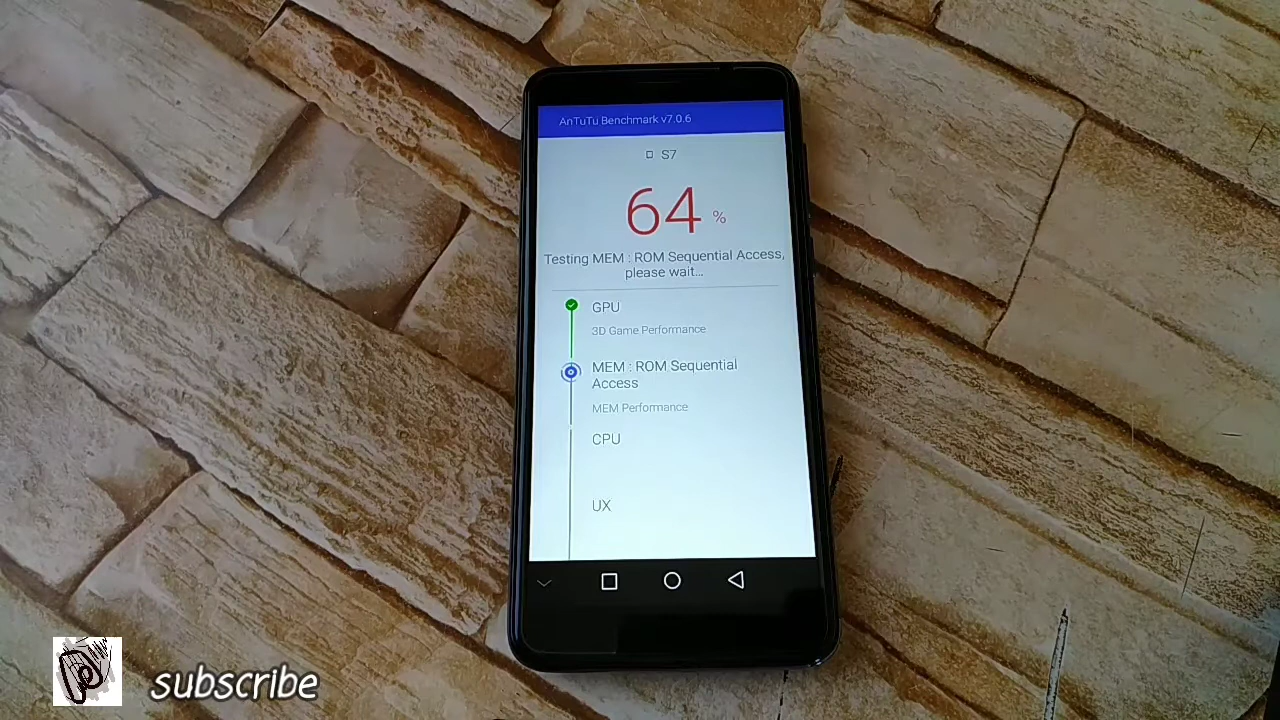 AnTuTu Benchmark v7.0.6
S7
64 %
Testing MEM : ROM Sequential Access,
please wait...
GPU
3D Game Performance
MEM : ROM Sequential
Access
MEM Performance
CPU
UX
subscribe